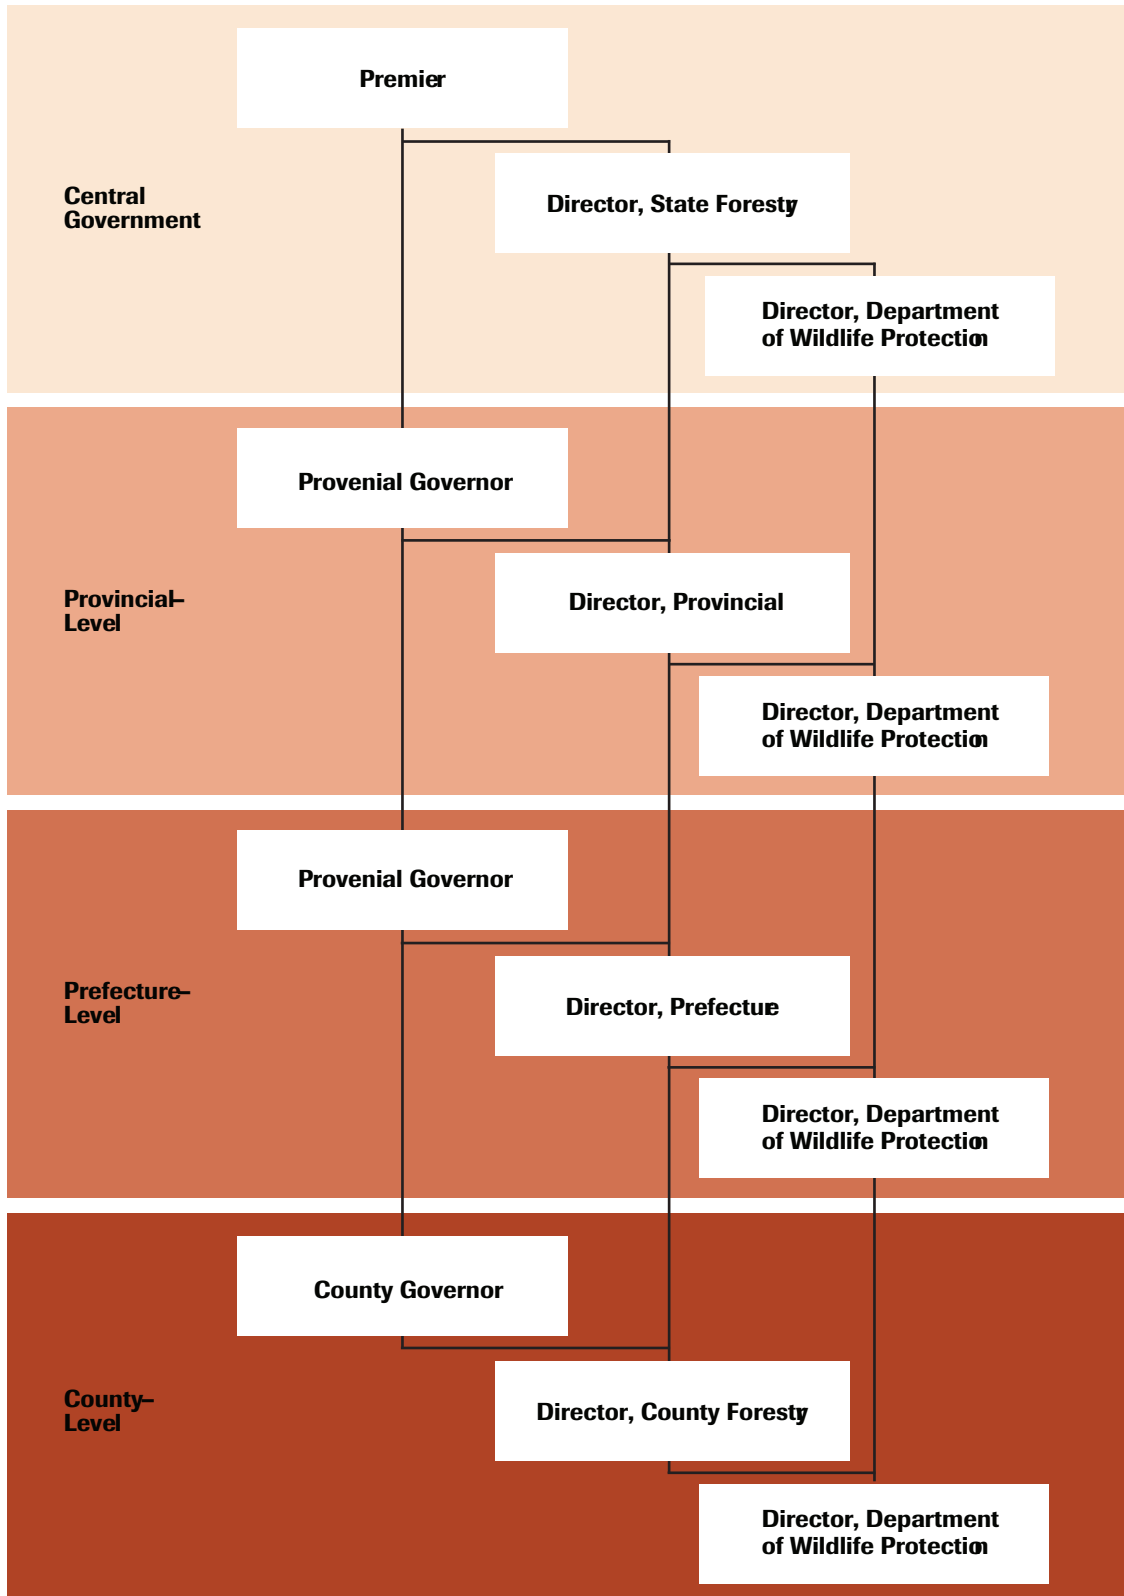 Premier
Central
Government
Director, State Forestry
Director, Department
of Wildlife Protection
Provenial Governor
Provincial–
Level
Director, Provincial
Director, Department
of Wildlife Protection
Provenial Governor
Prefecture–
Level
Director, Prefecture
Director, Department
of Wildlife Protection
County Governor
County–
Level
Director, County Forestry
Director, Department
of Wildlife Protection